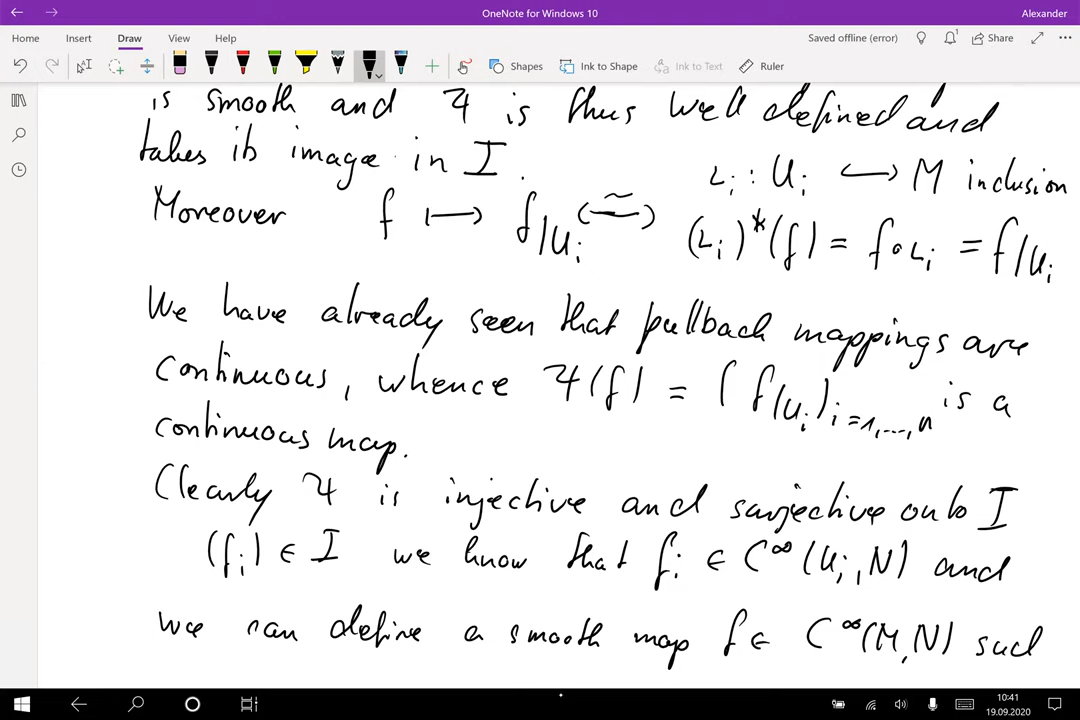 OneNote for Windows 10
Alexander
Home Insert Draw View Help
Saved offline (error)
Share
Shapes
Ink to Shape
Ink to Text
Ruler
is smooth and Ψ is thus well defined and
takes its image in I.
ι_i : U_i ↪ M inclusion
Moreover f ↦ f|_{U_i} ⟺ (ι_i)^*(f) = f∘ι_i = f|_{U_i}
We have already seen that pullback mappings are
continuous, whence Ψ(f) = (f|_{U_i})_{i=1,...,n} is a
continuous map.
Clearly Ψ is injective and surjective onto I
(f_i) ∈ I we know that f_i ∈ C^∞(U_i, N) and
we can define a smooth map f ∈ C^∞(M,N) such
10:41
19.09.2020